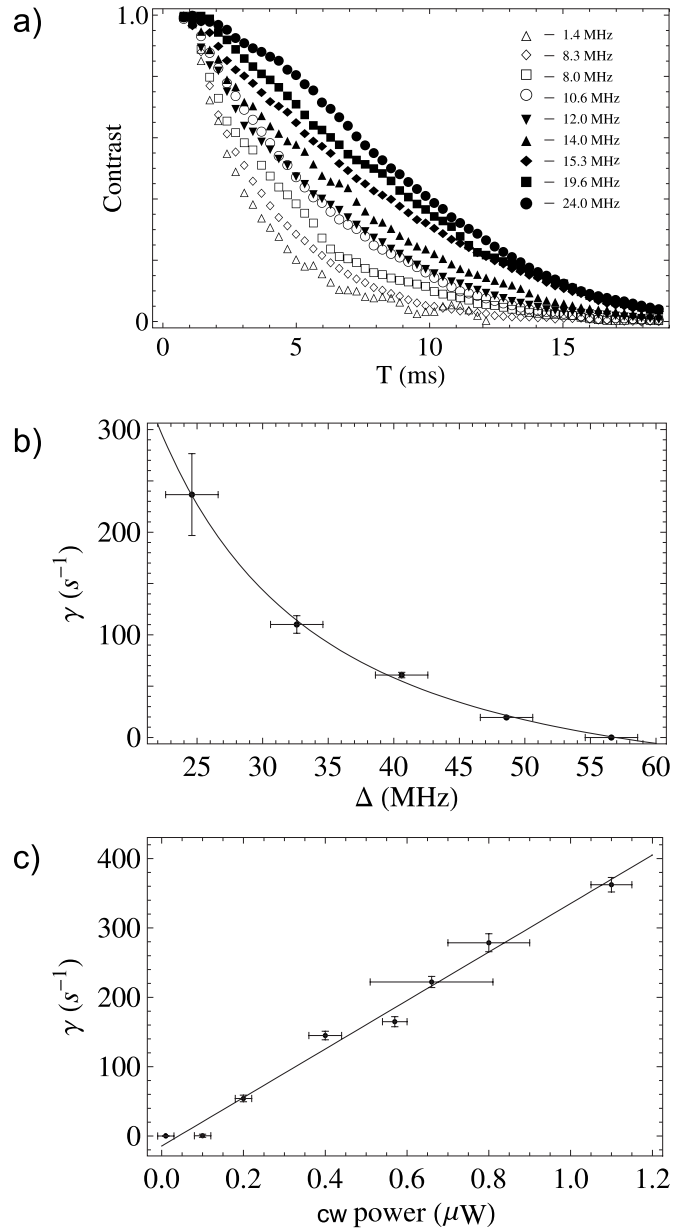 a)
Contrast
1.0
0
△ – 1.4 MHz
◇ – 8.3 MHz
□ – 8.0 MHz
○ – 10.6 MHz
▼ – 12.0 MHz
▲ – 14.0 MHz
◆ – 15.3 MHz
■ – 19.6 MHz
● – 24.0 MHz
0 5 10 15
T (ms)
b)
γ (s⁻¹)
300
200
100
0
25 30 35 40 45 50 55 60
Δ (MHz)
c)
γ (s⁻¹)
400
300
200
100
0
0.0 0.2 0.4 0.6 0.8 1.0 1.2
cw power (μW)